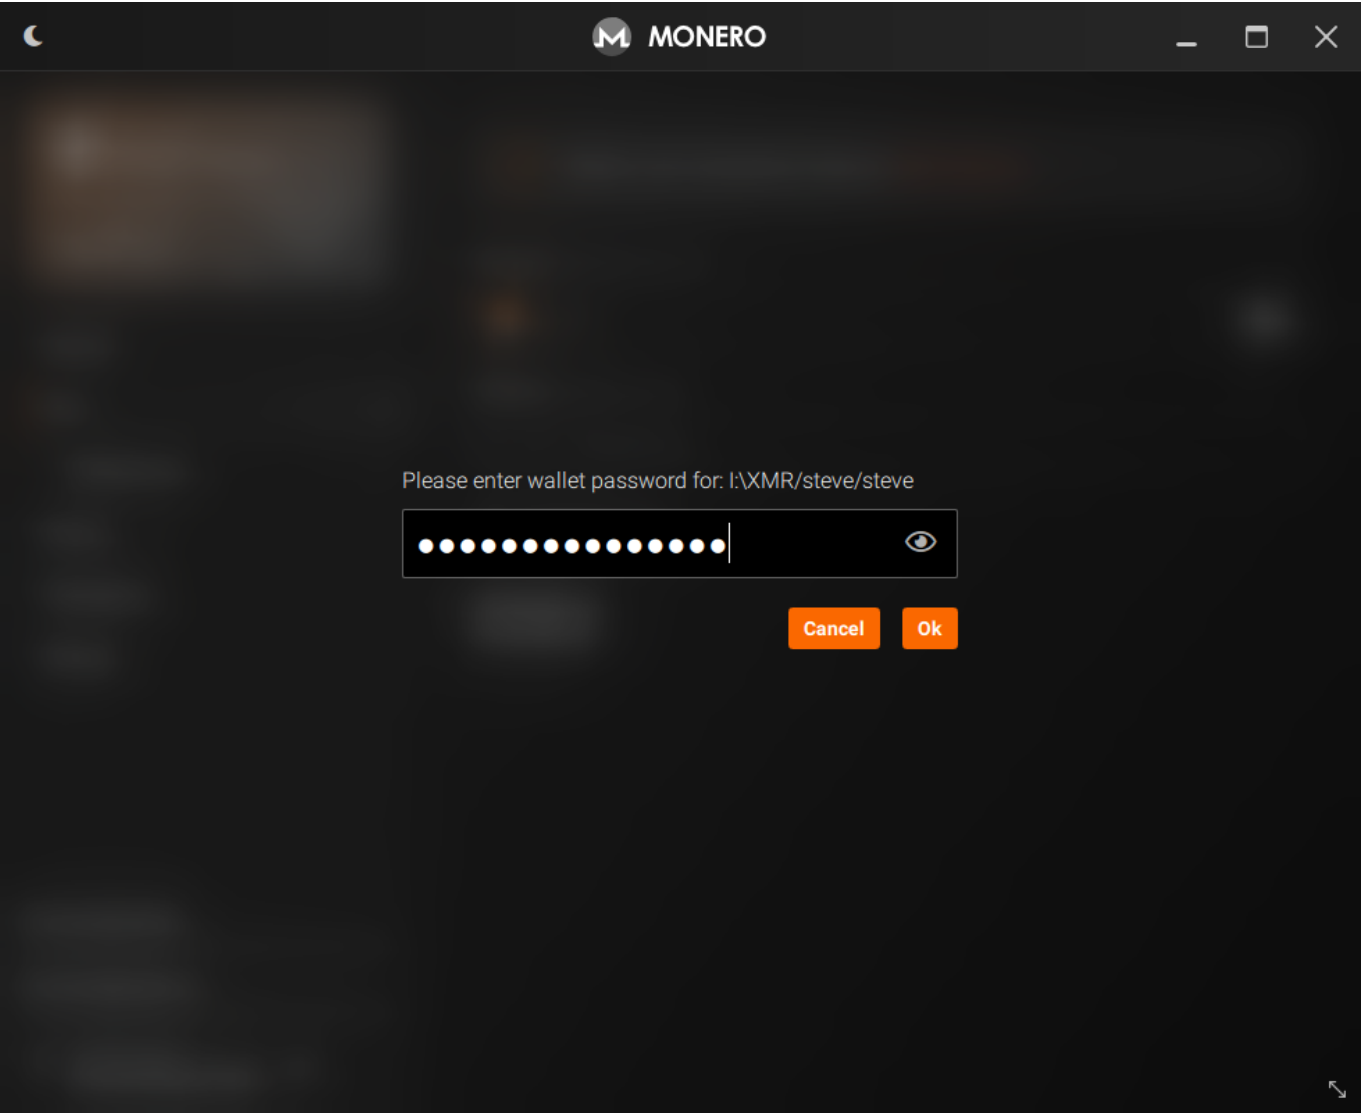 MONERO
Please enter wallet password for: I:\XMR/steve/steve
●●●●●●●●●●●●●●●
Cancel Ok